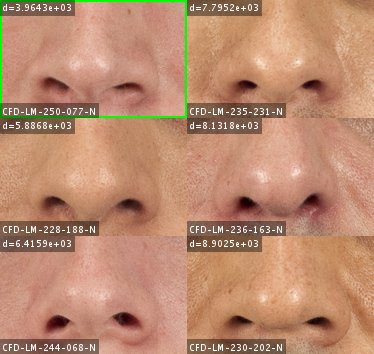 d=3.9643e+03
d=7.7952e+03
CFD-LM-250-077-N
CFD-LM-235-231-N
d=5.8868e+03
d=8.1318e+03
CFD-LM-228-188-N
CFD-LM-236-163-N
d=6.4159e+03
d=8.9025e+03
CFD-LM-244-068-N
CFD-LM-230-202-N